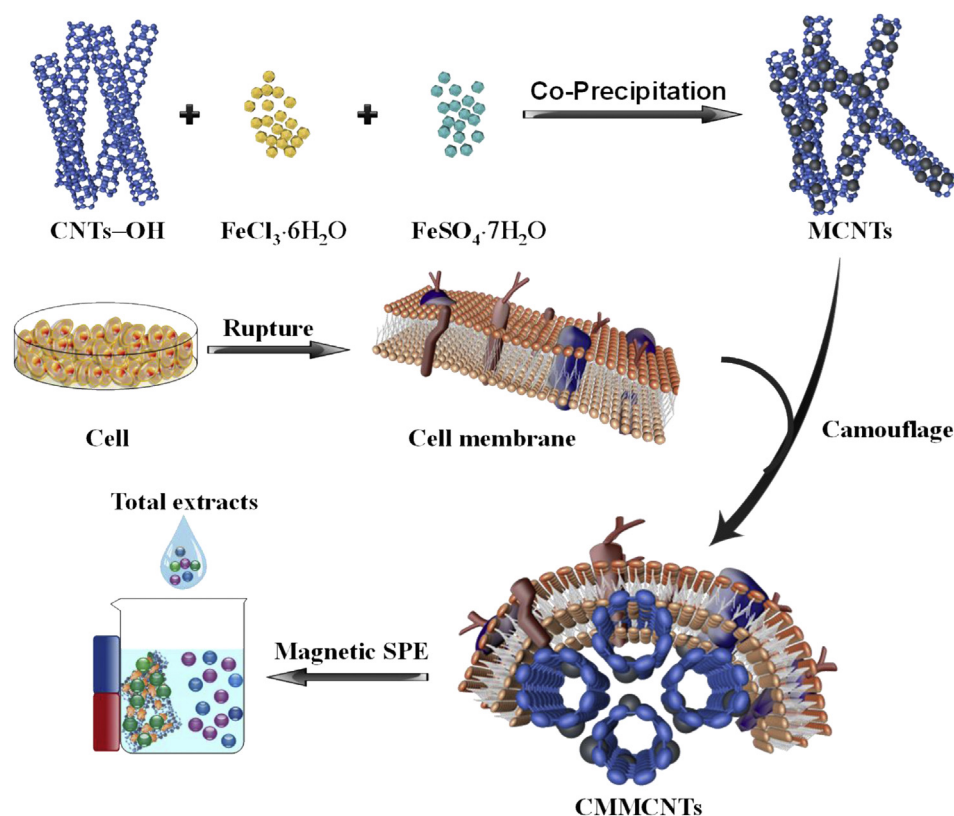 Co-Precipitation
CNTs–OH
FeCl₃·6H₂O
FeSO₄·7H₂O
MCNTs
Rupture
Cell
Cell membrane
Camouflage
Total extracts
Magnetic SPE
CMMCNTs